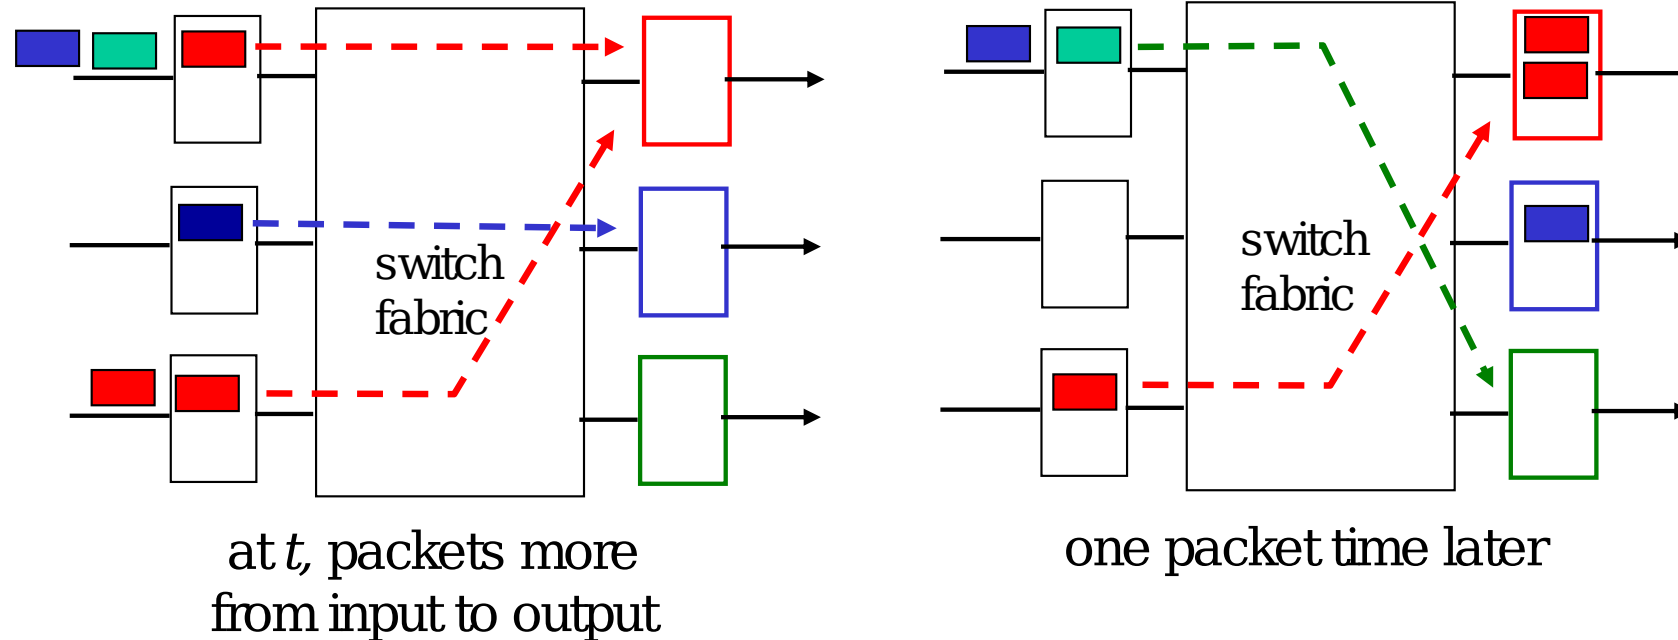 switch
fabric
at t, packets more
from input to output
switch
fabric
one packet time later